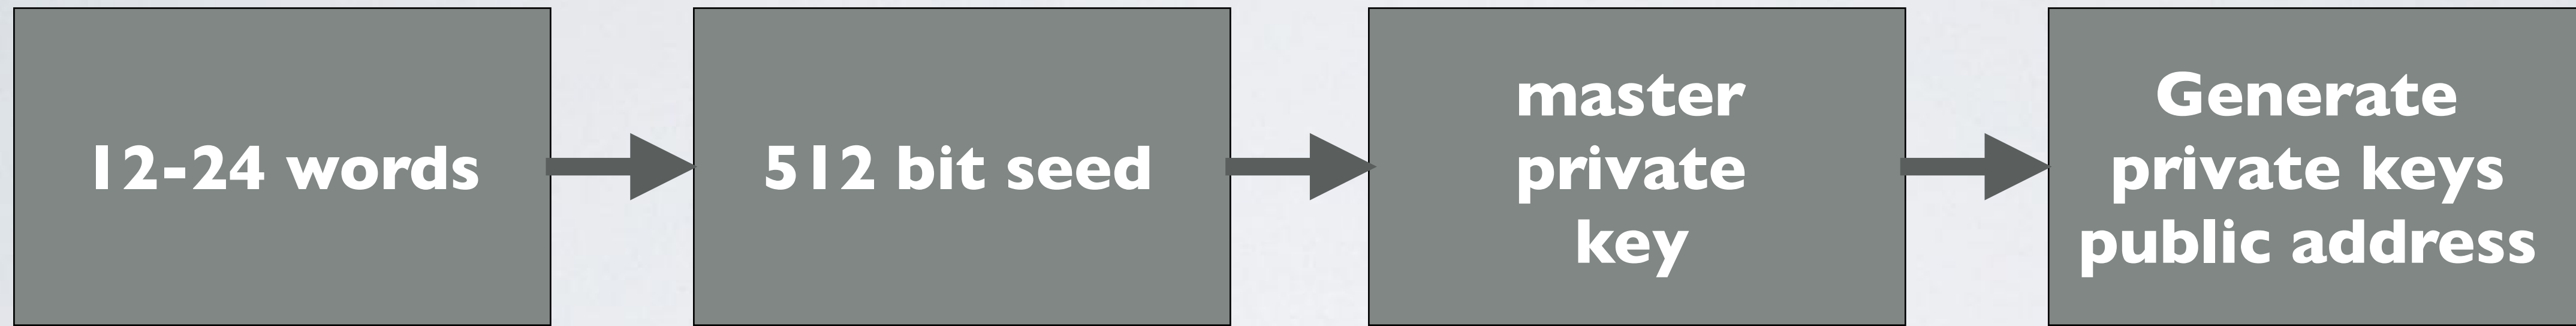 12-24 words
512 bit seed
master
private
key
Generate
private keys
public address